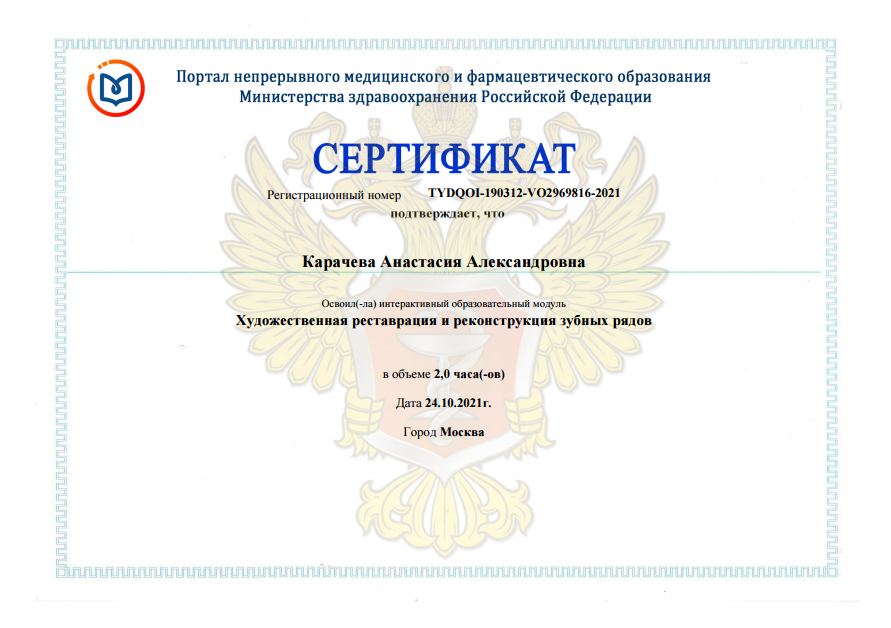 Портал непрерывного медицинского и фармацевтического образования
Министерства здравоохранения Российской Федерации
СЕРТИФИКАТ
Регистрационный номер TYDQOI-190312-VO2969816-2021
подтверждает, что
Карачева Анастасия Александровна
Освоил(-ла) интерактивный образовательный модуль
Художественная реставрация и реконструкция зубных рядов
в объеме 2,0 часа(-ов)
Дата 24.10.2021г.
Город Москва